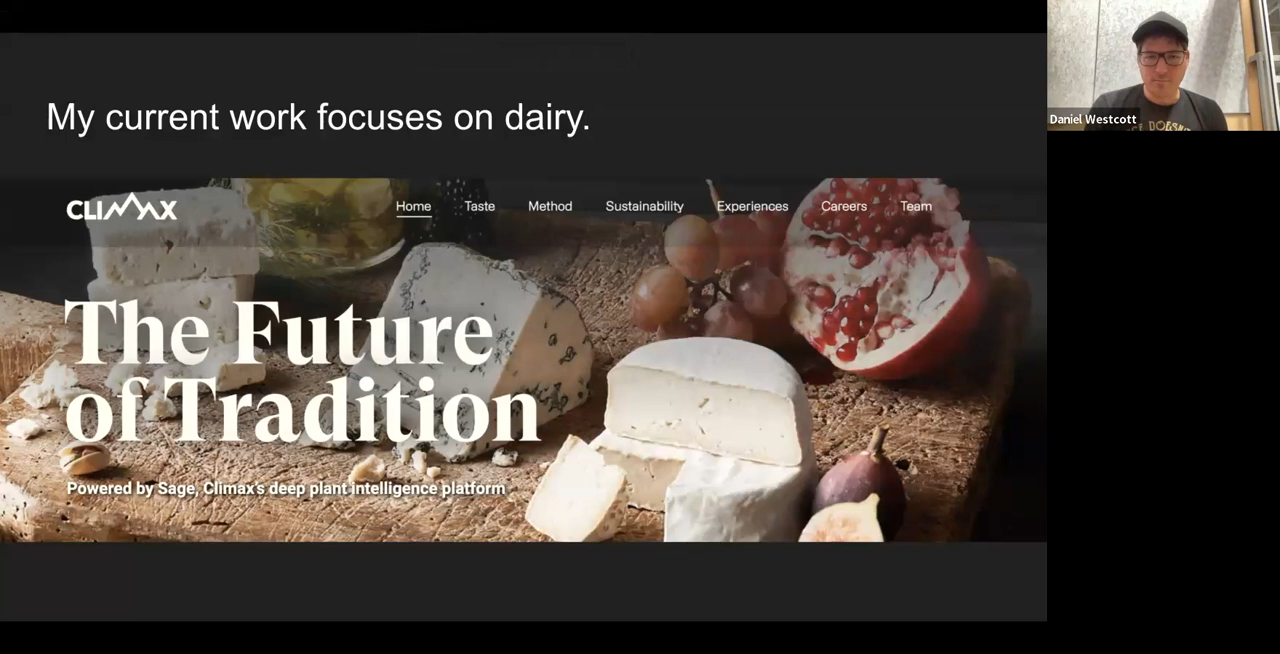 My current work focuses on dairy.
CLIMAX
Home Taste Method Sustainability Experiences Careers Team
The Future
of Tradition
Powered by Sage, Climax's deep plant intelligence platform
Daniel Westcott